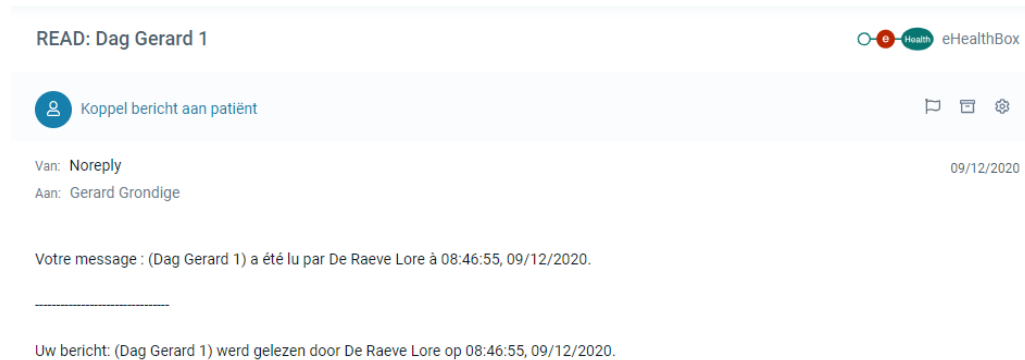 READ: Dag Gerard 1
e Health eHealthBox
Koppel bericht aan patiënt
Van: Noreply
09/12/2020
Aan: Gerard Grondige
Votre message : (Dag Gerard 1) a été lu par De Raeve Lore à 08:46:55, 09/12/2020.
--------------------------------
Uw bericht: (Dag Gerard 1) werd gelezen door De Raeve Lore op 08:46:55, 09/12/2020.